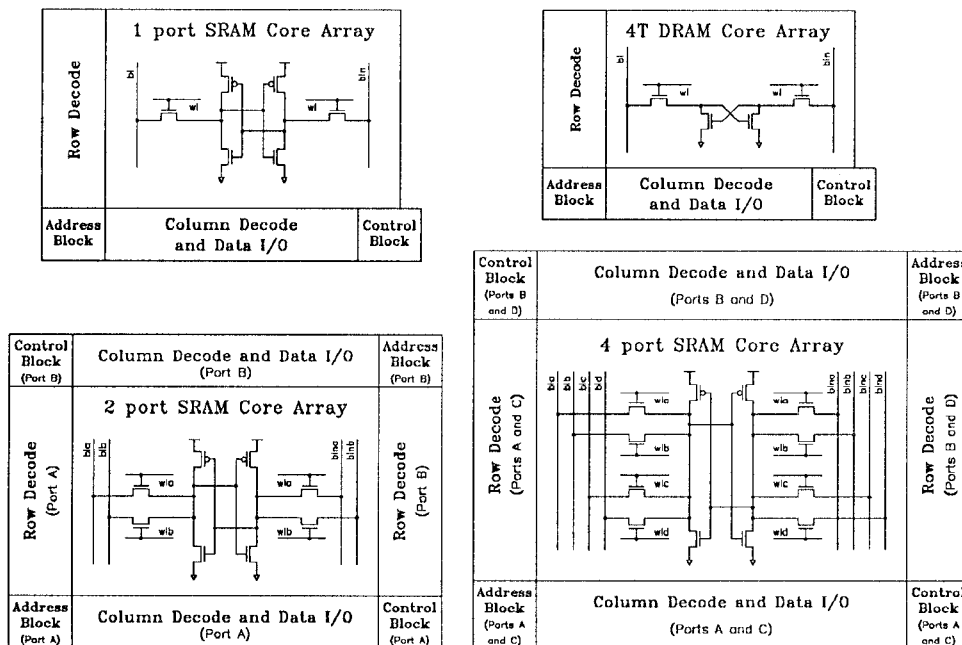 1 port SRAM Core Array
Row Decode
bl
wl
wl
bln
Address
Block
Column Decode
and Data I/O
Control
Block
4T DRAM Core Array
Row Decode
bl
wl
wl
bln
Address
Block
Column Decode
and Data I/O
Control
Block
Control
Block
(Port B)
Column Decode and Data I/O
(Port B)
Address
Block
(Port B)
2 port SRAM Core Array
Row Decode
(Port A)
bla
blb
wla
wlb
wla
wlb
blna
blnb
Row Decode
(Port B)
Address
Block
(Port A)
Column Decode and Data I/O
(Port A)
Control
Block
(Port A)
Control
Block
(Ports B
and D)
Column Decode and Data I/O
(Ports B and D)
Address
Block
(Ports B
and D)
4 port SRAM Core Array
Row Decode
(Ports A and C)
bla
blb
blc
bld
wla
wlb
wlc
wld
wla
wlb
wlc
wld
blna
blnb
blnc
blnd
Row Decode
(Ports B and D)
Address
Block
(Ports A
and C)
Column Decode and Data I/O
(Ports A and C)
Control
Block
(Ports A
and C)